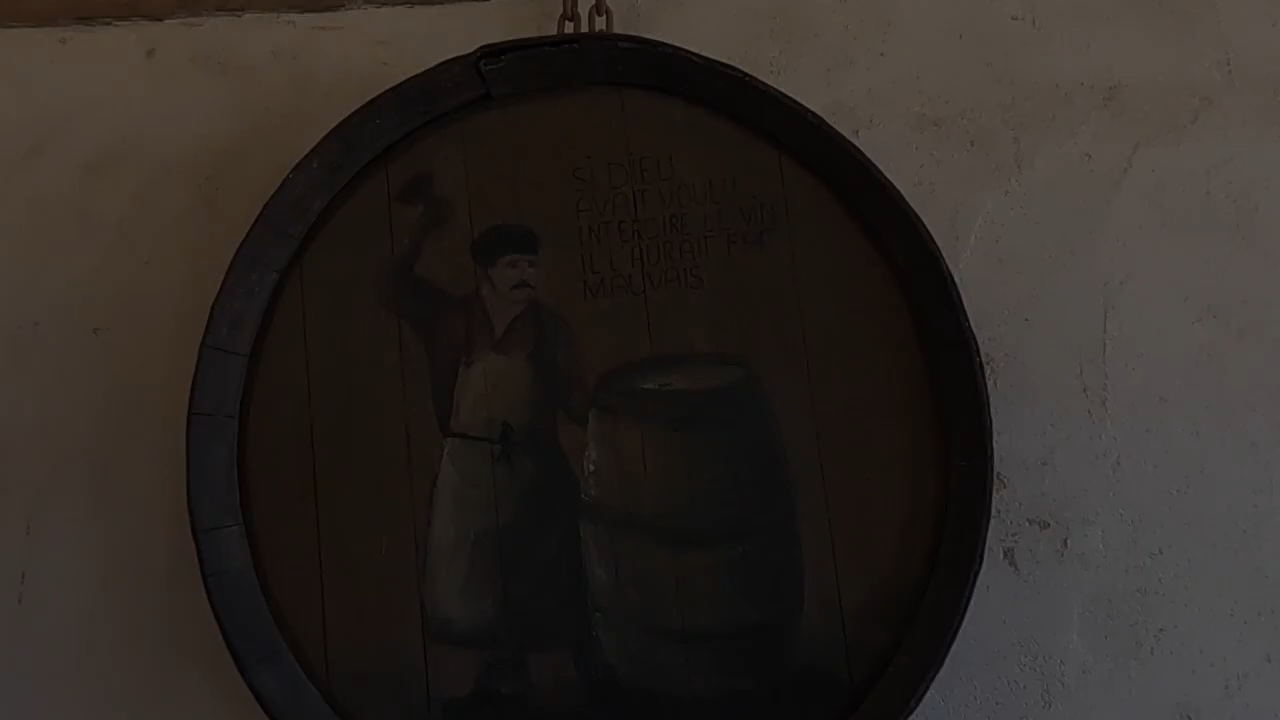 Si DiEU
AVAIT VOULU
INTERDIRE LE ViN
IL L'AURAIT FAIT
MAUVAIS